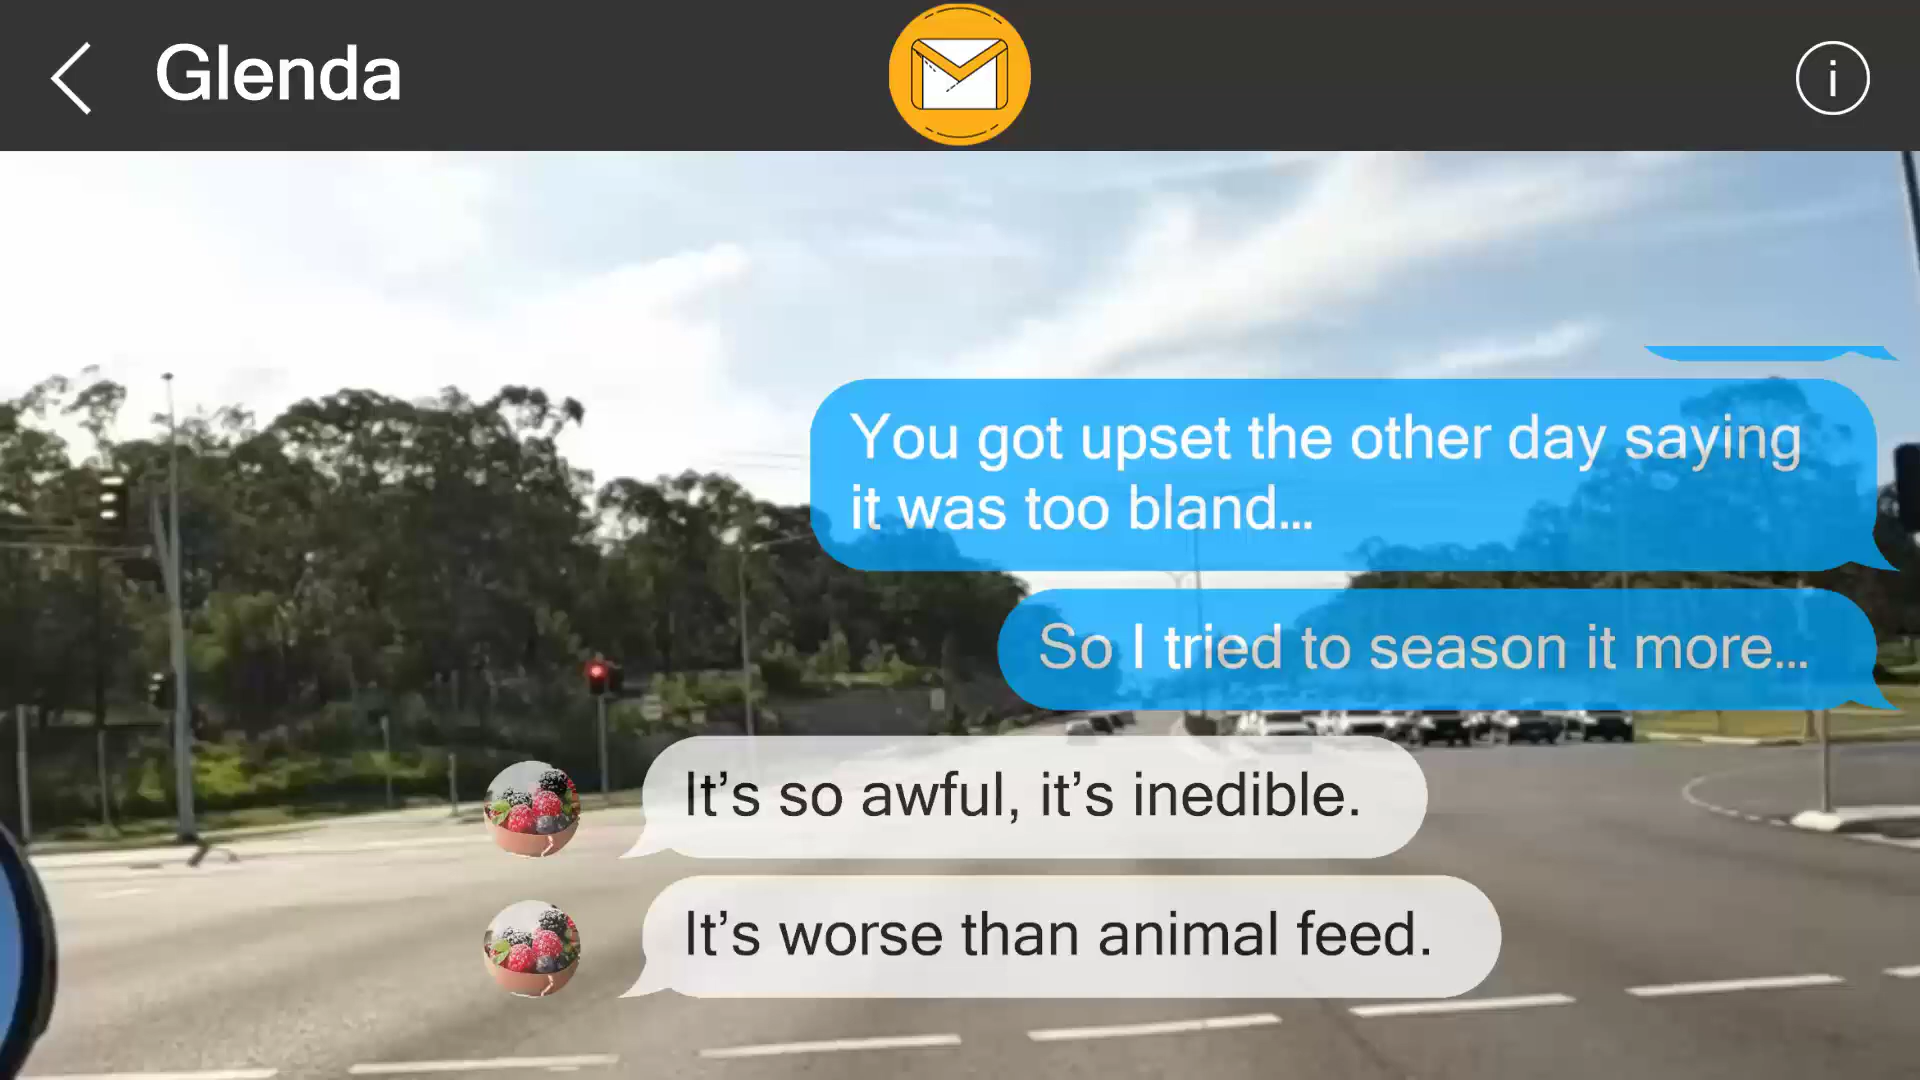 Glenda
You got upset the other day saying
it was too bland...
So I tried to season it more...
It’s so awful, it’s inedible.
It’s worse than animal feed.